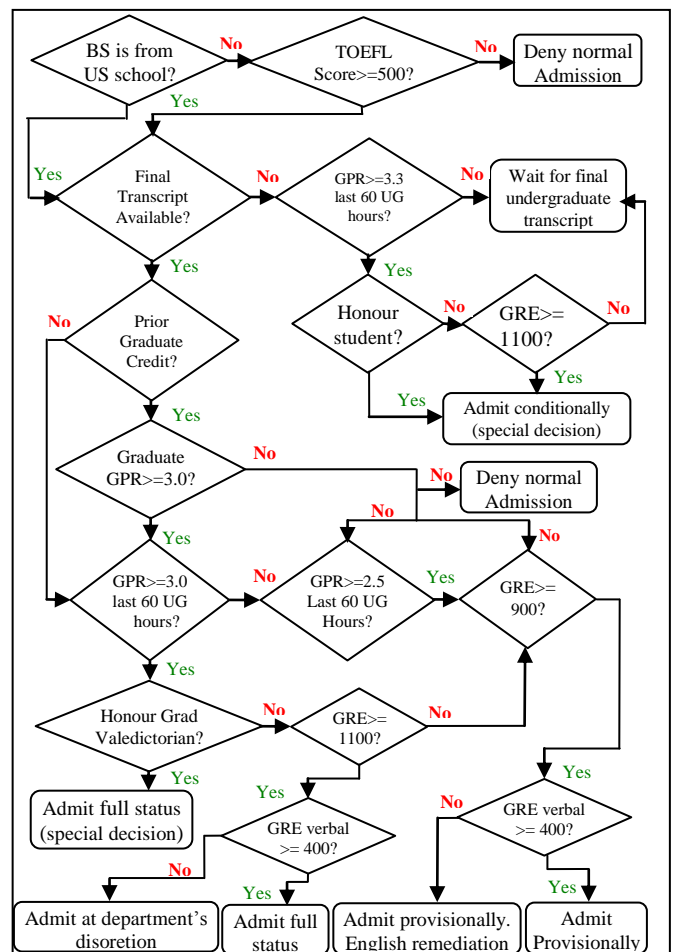 BS is from
US school?
No
TOEFL
Score>=500?
No
Deny normal
Admission
Yes
Yes
Final
Transcript
Available?
No
GPR>=3.3
last 60 UG
hours?
No
Wait for final
undergraduate
transcript
Yes
Yes
No
Prior
Graduate
Credit?
Honour
student?
No
GRE>=
1100?
No
Yes
Yes
Yes
Admit conditionally
(special decision)
Graduate
GPR>=3.0?
No
No
Deny normal
Admission
Yes
No
No
GPR>=3.0
last 60 UG
hours?
No
GPR>=2.5
Last 60 UG
Hours?
Yes
GRE>=
900?
Yes
Honour Grad
Valedictorian?
No
GRE>=
1100?
No
Yes
Yes
Yes
Admit full status
(special decision)
GRE verbal
>= 400?
No
GRE verbal
>= 400?
No
Yes
Yes
Admit at department's
disoretion
Admit full
status
Admit provisionally.
English remediation
Admit
Provisionally